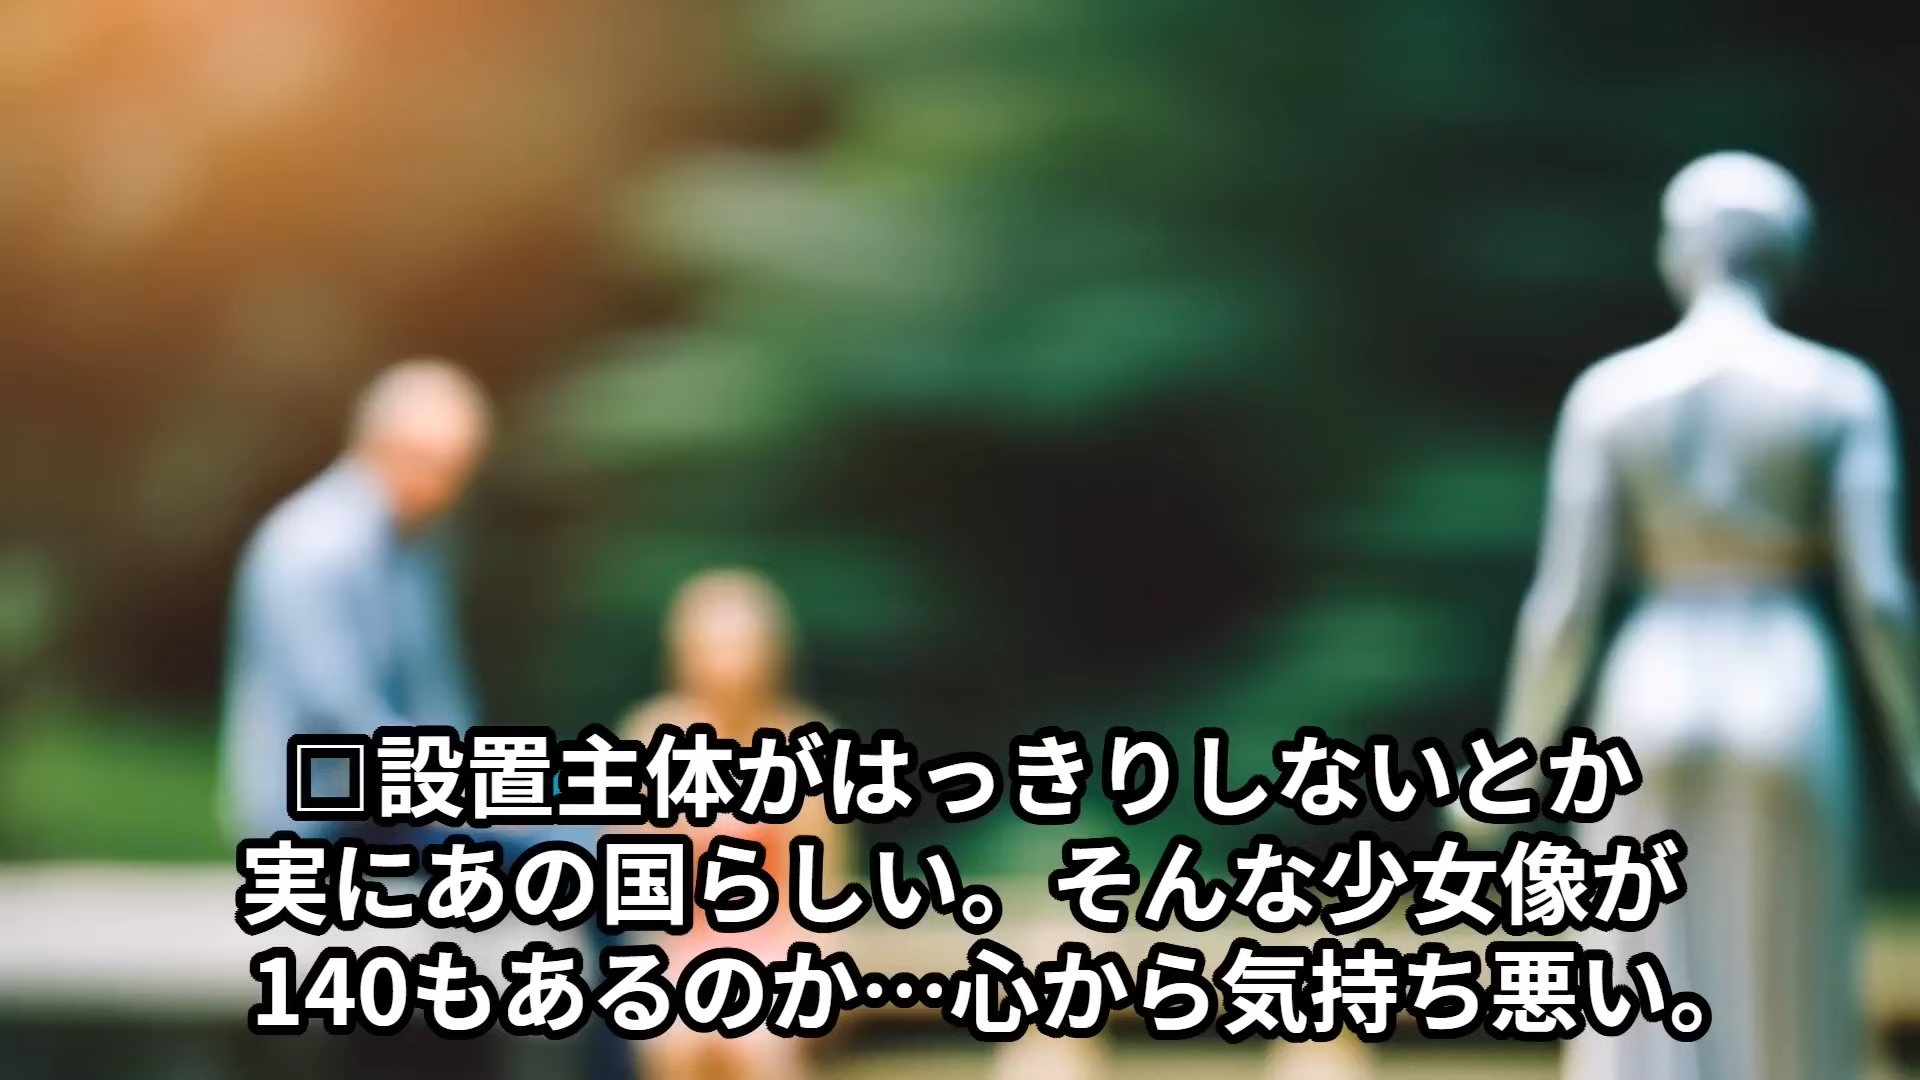 □設置主体がはっきりしないとか
実にあの国らしい。そんな少女像が
140もあるのか…心から気持ち悪い。